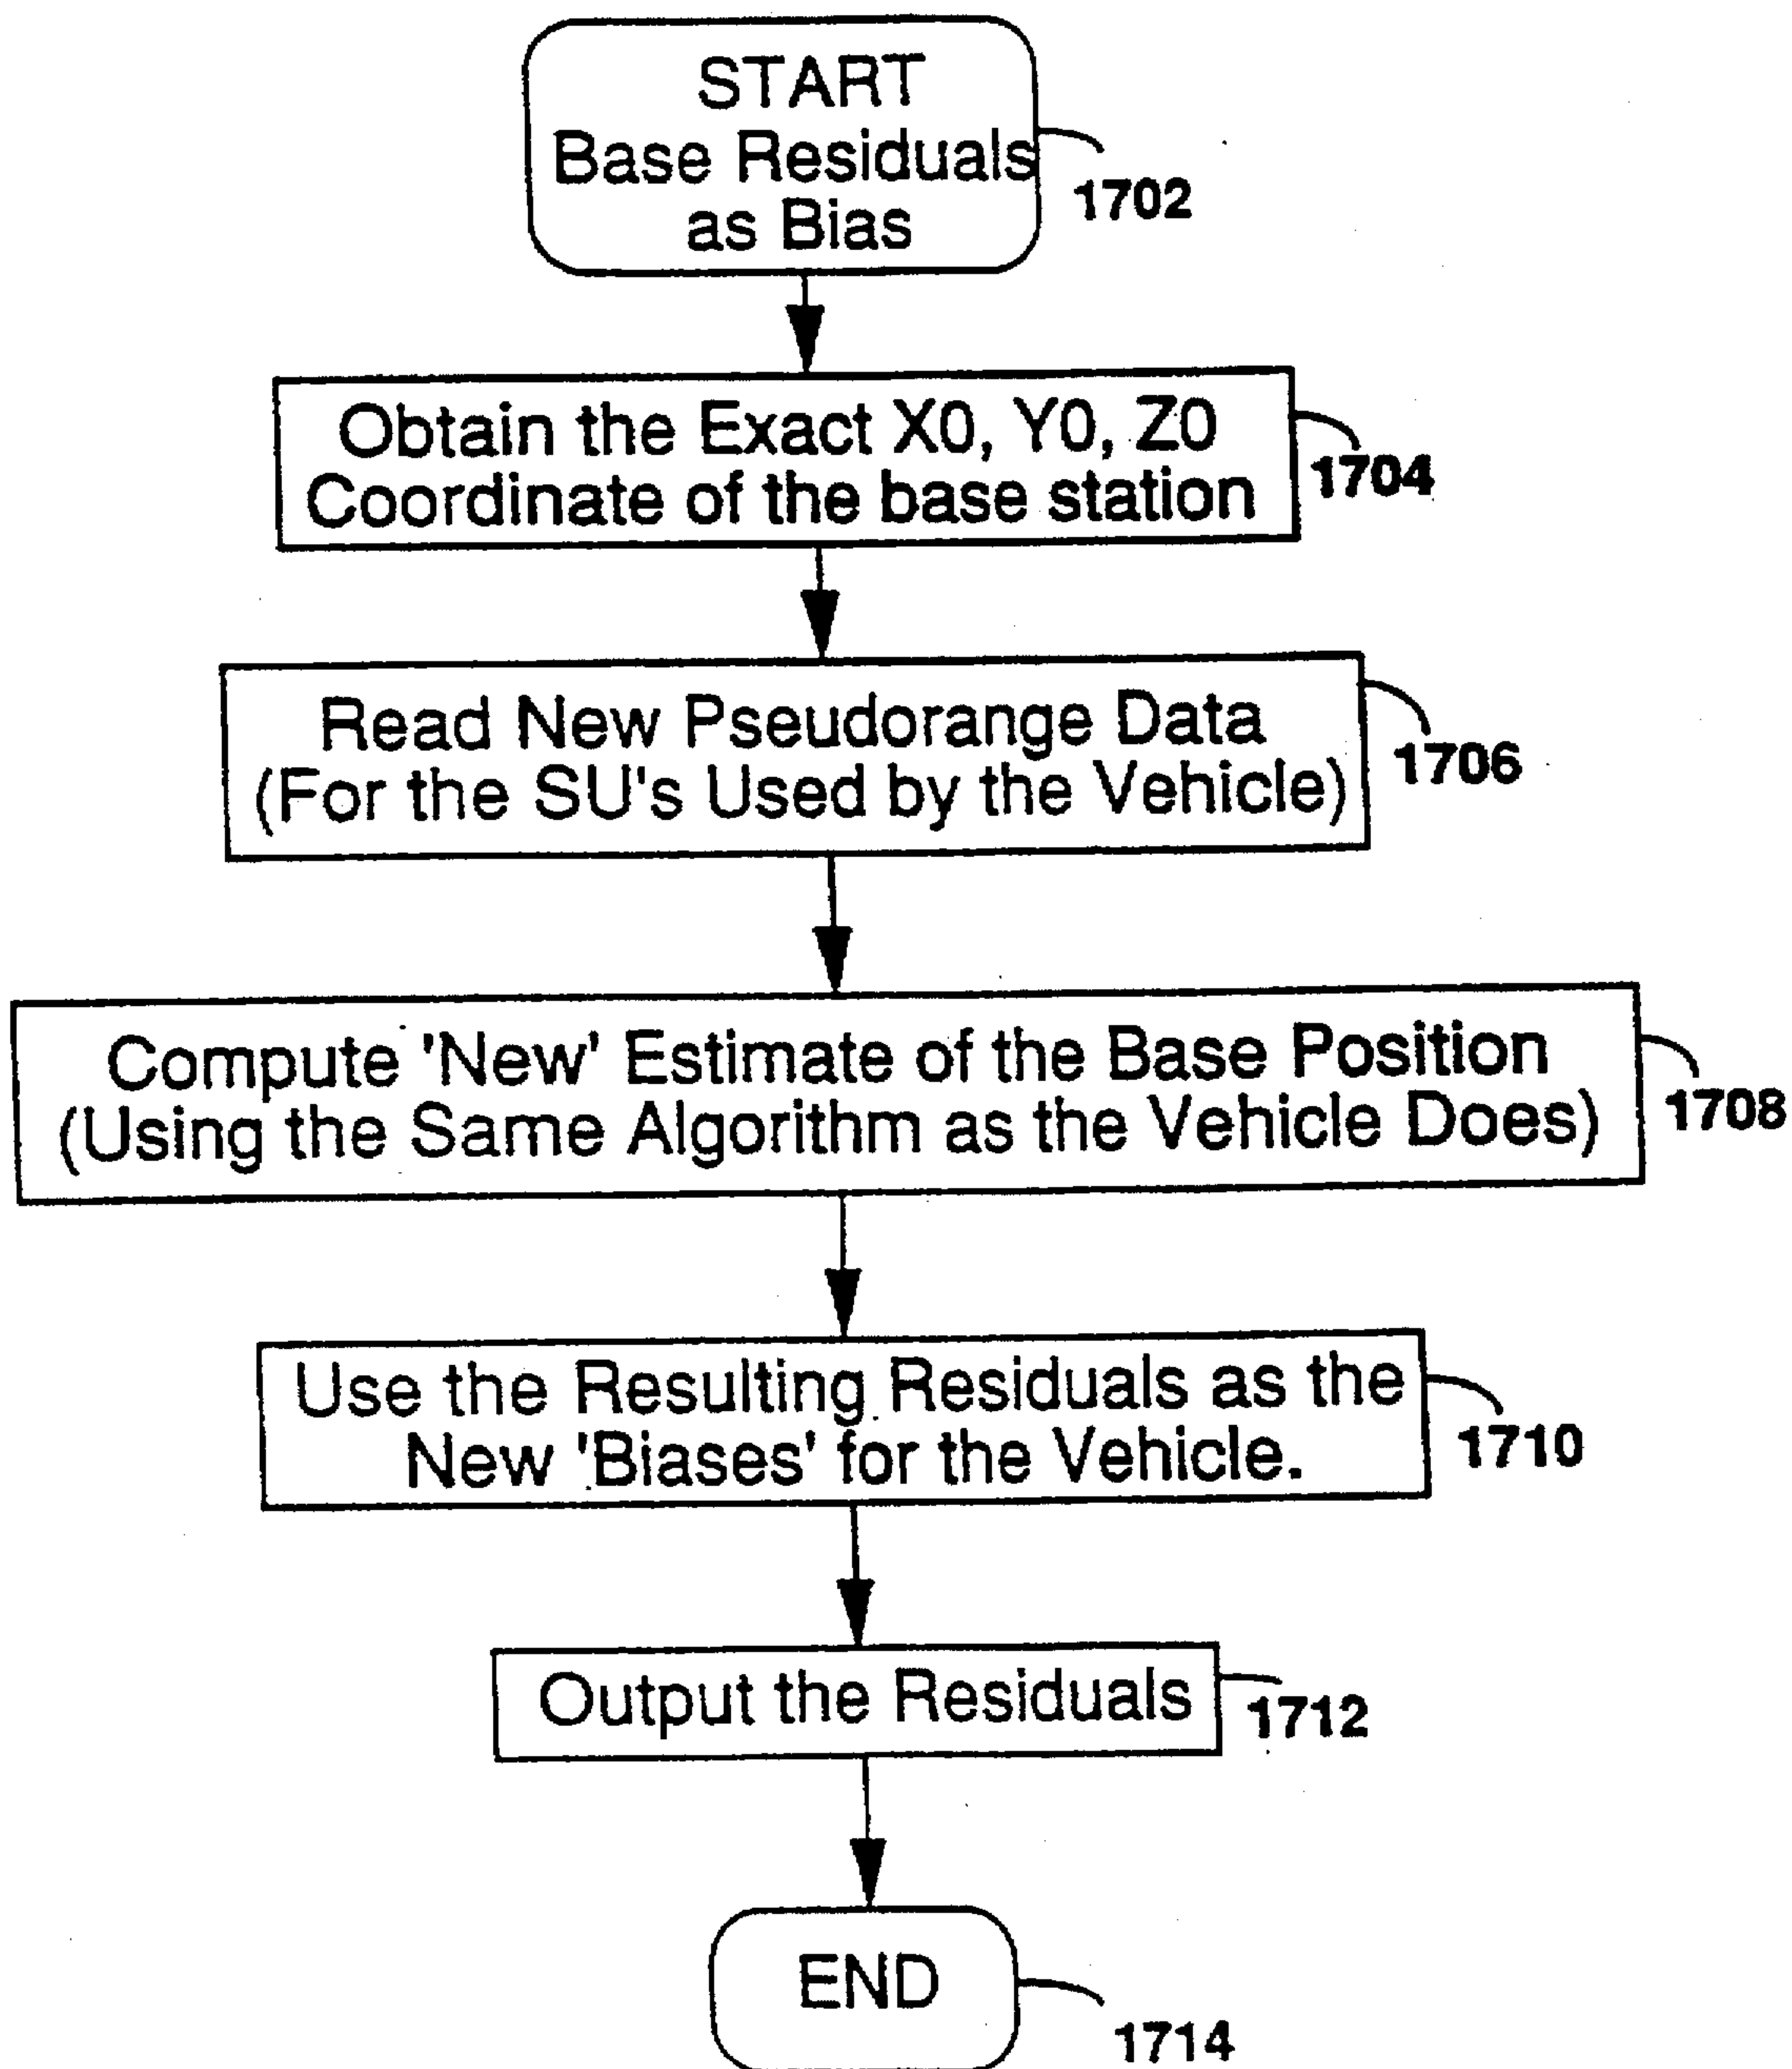 START
Base Residuals
as Bias
1702
Obtain the Exact X0, Y0, Z0
Coordinate of the base station
1704
Read New Pseudorange Data
(For the SU's Used by the Vehicle)
1706
Compute 'New' Estimate of the Base Position
(Using the Same Algorithm as the Vehicle Does)
1708
Use the Resulting Residuals as the
New 'Biases' for the Vehicle.
1710
Output the Residuals
1712
END
1714